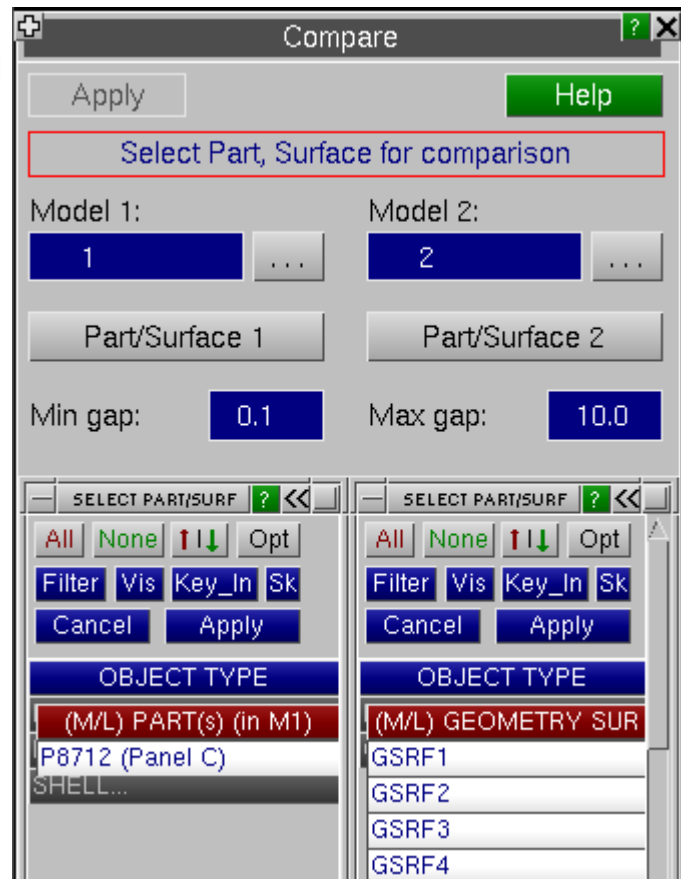 Compare ?
Apply Help
Select Part, Surface for comparison
Model 1: Model 2:
1 ... 2 ...
Part/Surface 1 Part/Surface 2
Min gap: 0.1 Max gap: 10.0
SELECT PART/SURF ? SELECT PART/SURF ?
All None Opt All None Opt
Filter Vis Key_In Sk Filter Vis Key_In Sk
Cancel Apply Cancel Apply
OBJECT TYPE OBJECT TYPE
(M/L) PART(s) (in M1) (M/L) GEOMETRY SUR
P8712 (Panel C) GSRF1
SHELL... GSRF2
GSRF3
GSRF4